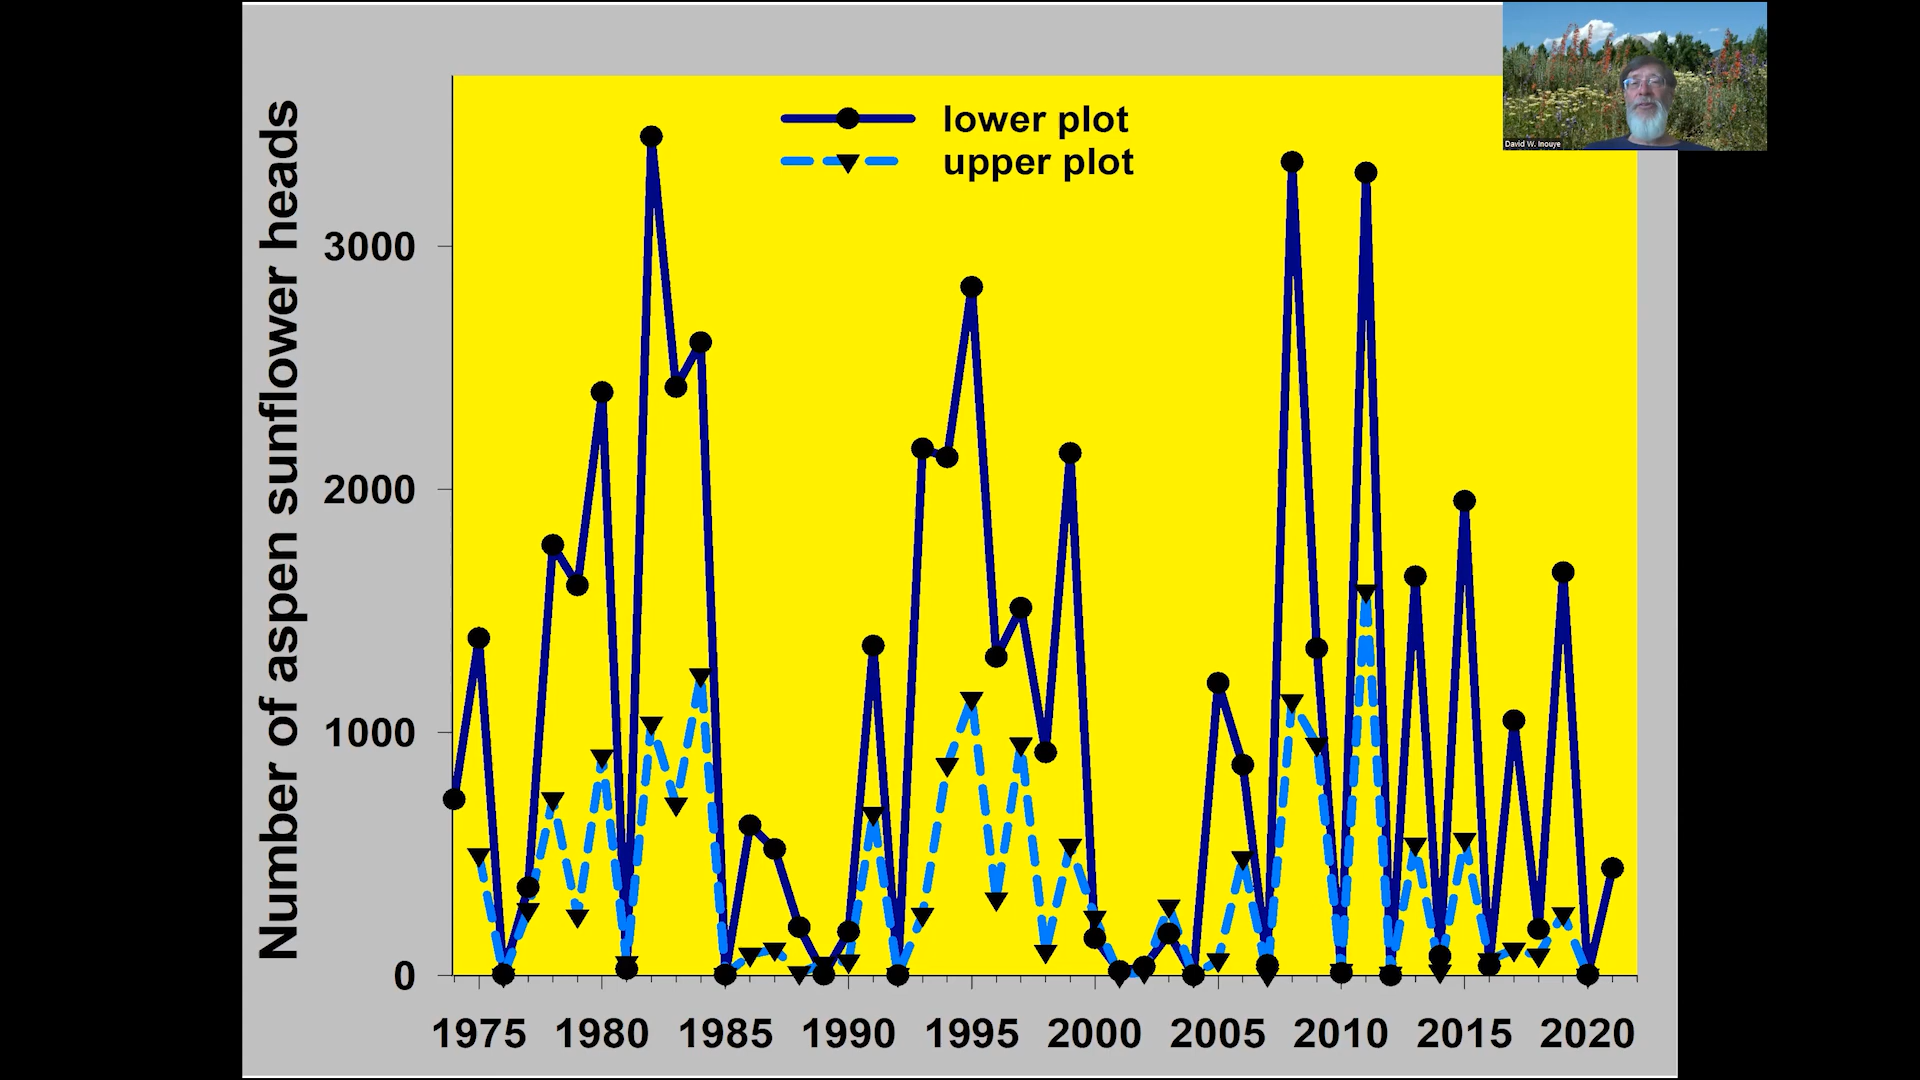 David W. Inouye
lower plot
upper plot
Number of aspen sunflower heads
3000
2000
1000
0
1975 1980 1985 1990 1995 2000 2005 2010 2015 2020